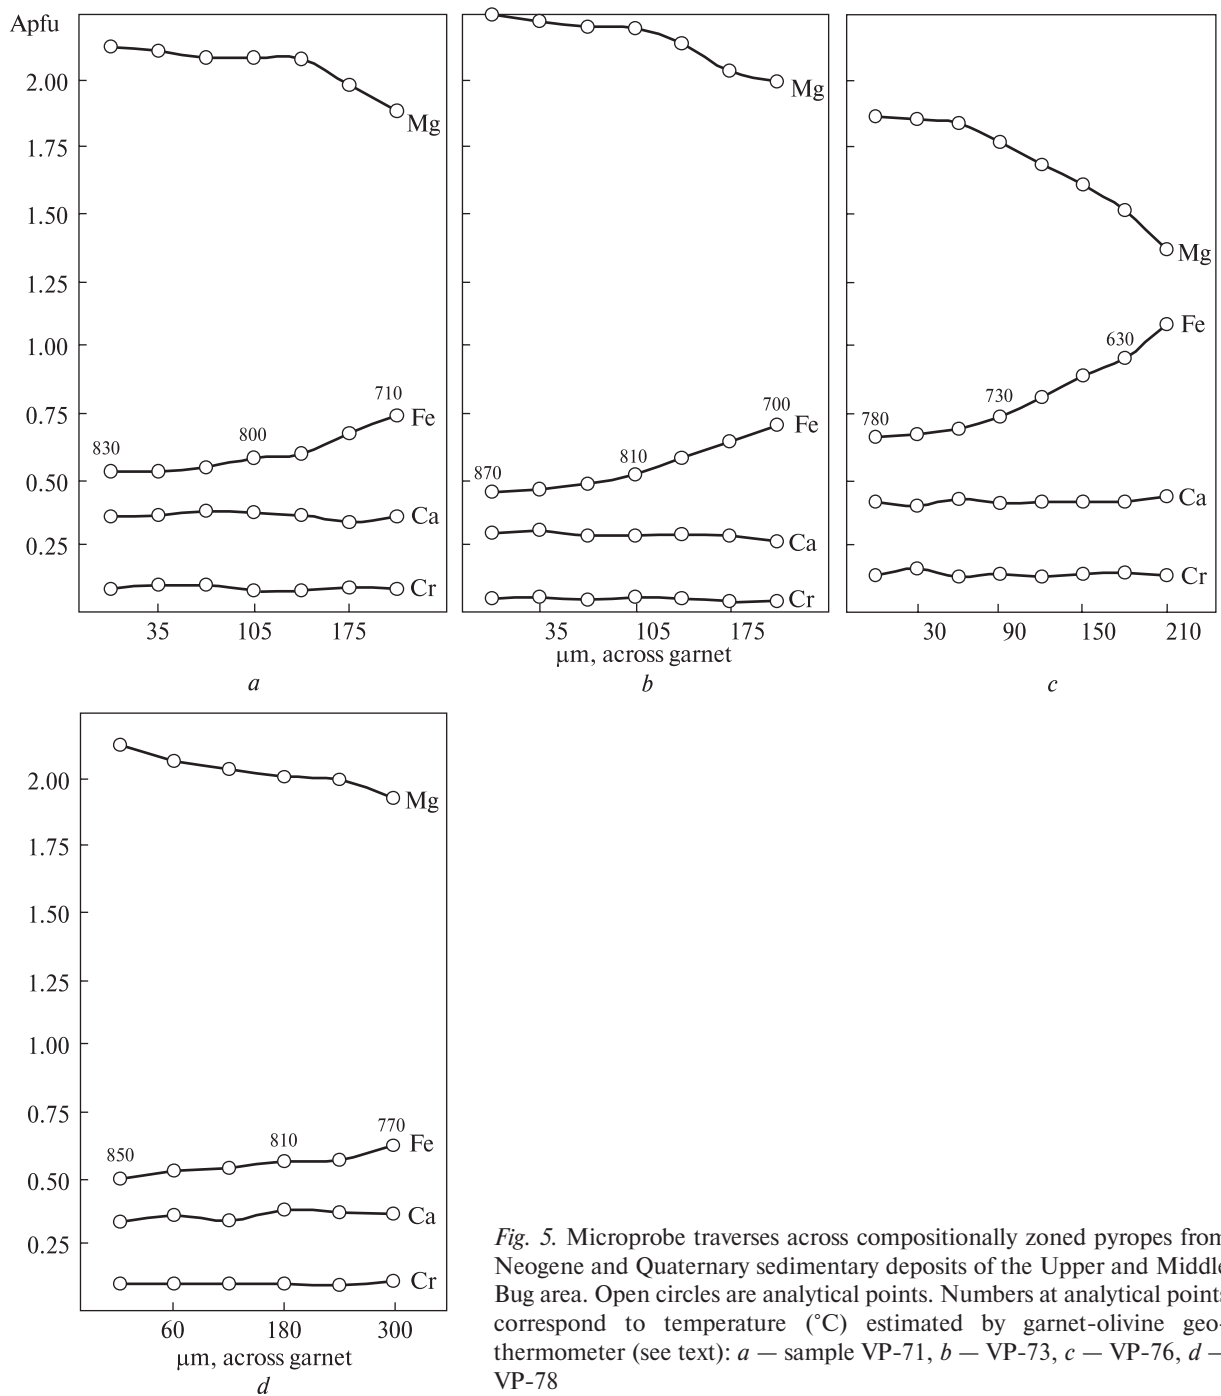 Apfu
2.00
1.75
1.50
1.25
1.00
0.75
0.50
0.25
Mg
710
Fe
830
800
Ca
Cr
35 105 175
a
Mg
700
Fe
870
810
Ca
Cr
35 105 175
μm, across garnet
b
Mg
Fe
630
730
780
Ca
Cr
30 90 150 210
c
2.00
1.75
1.50
1.25
1.00
0.75
0.50
0.25
Mg
770
Fe
850
810
Ca
Cr
60 180 300
μm, across garnet
d
Fig. 5. Microprobe traverses across compositionally zoned pyropes from
Neogene and Quaternary sedimentary deposits of the Upper and Middle
Bug area. Open circles are analytical points. Numbers at analytical points
correspond to temperature (°C) estimated by garnet-olivine geo-
thermometer (see text): a — sample VP-71, b — VP-73, c — VP-76, d —
VP-78